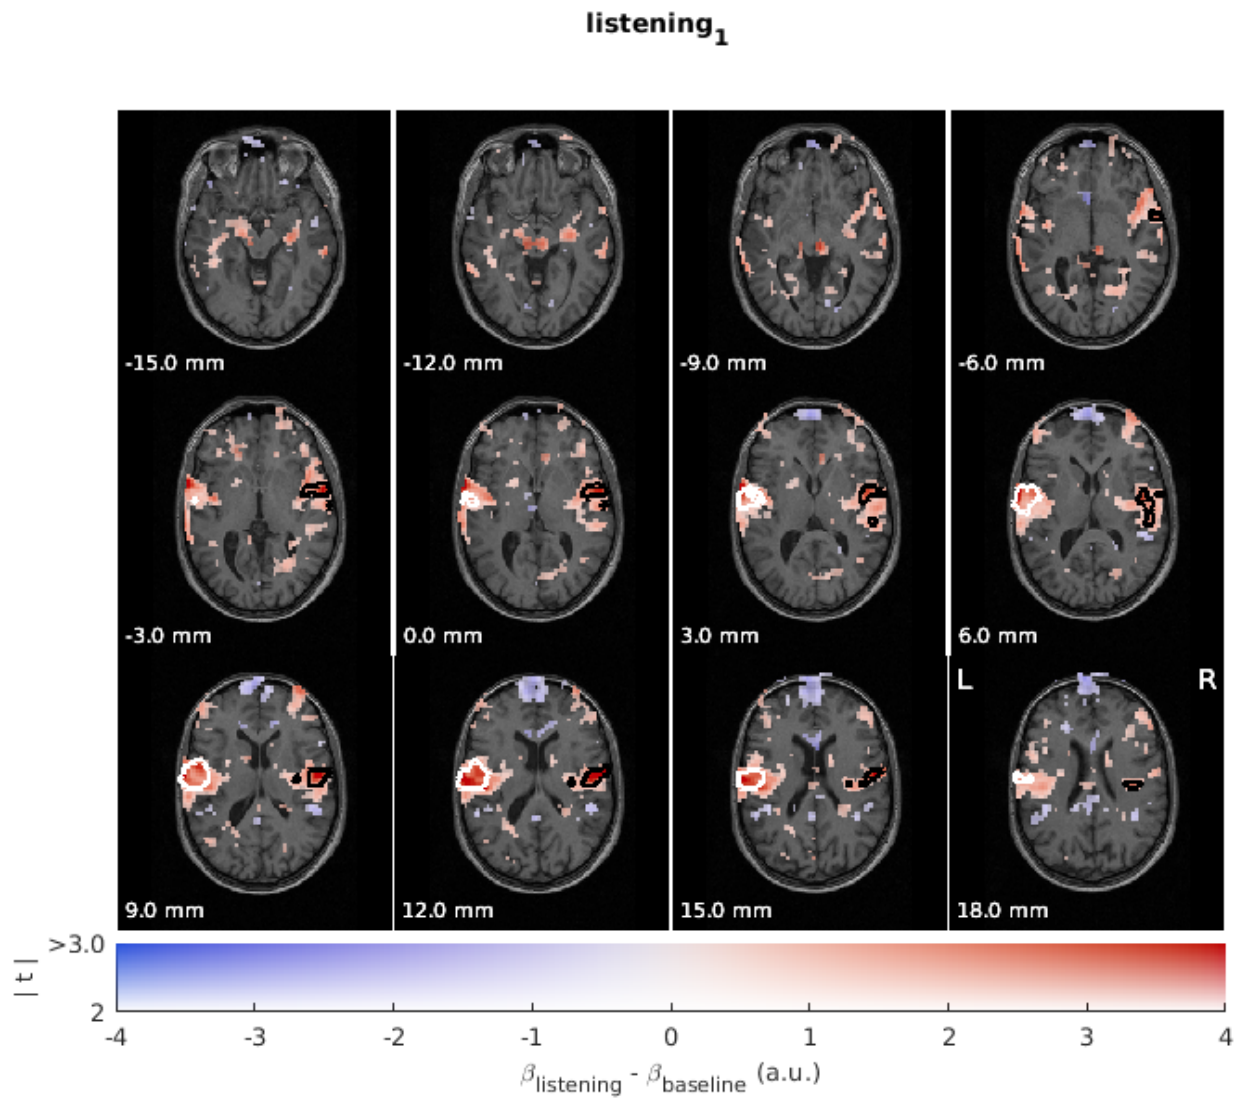 listening1
-15.0 mm
-12.0 mm
-9.0 mm
-6.0 mm
-3.0 mm
0.0 mm
3.0 mm
6.0 mm
L R
9.0 mm
12.0 mm
15.0 mm
18.0 mm
>3.0
| t |
2
-4 -3 -2 -1 0 1 2 3 4
βlistening - βbaseline (a.u.)